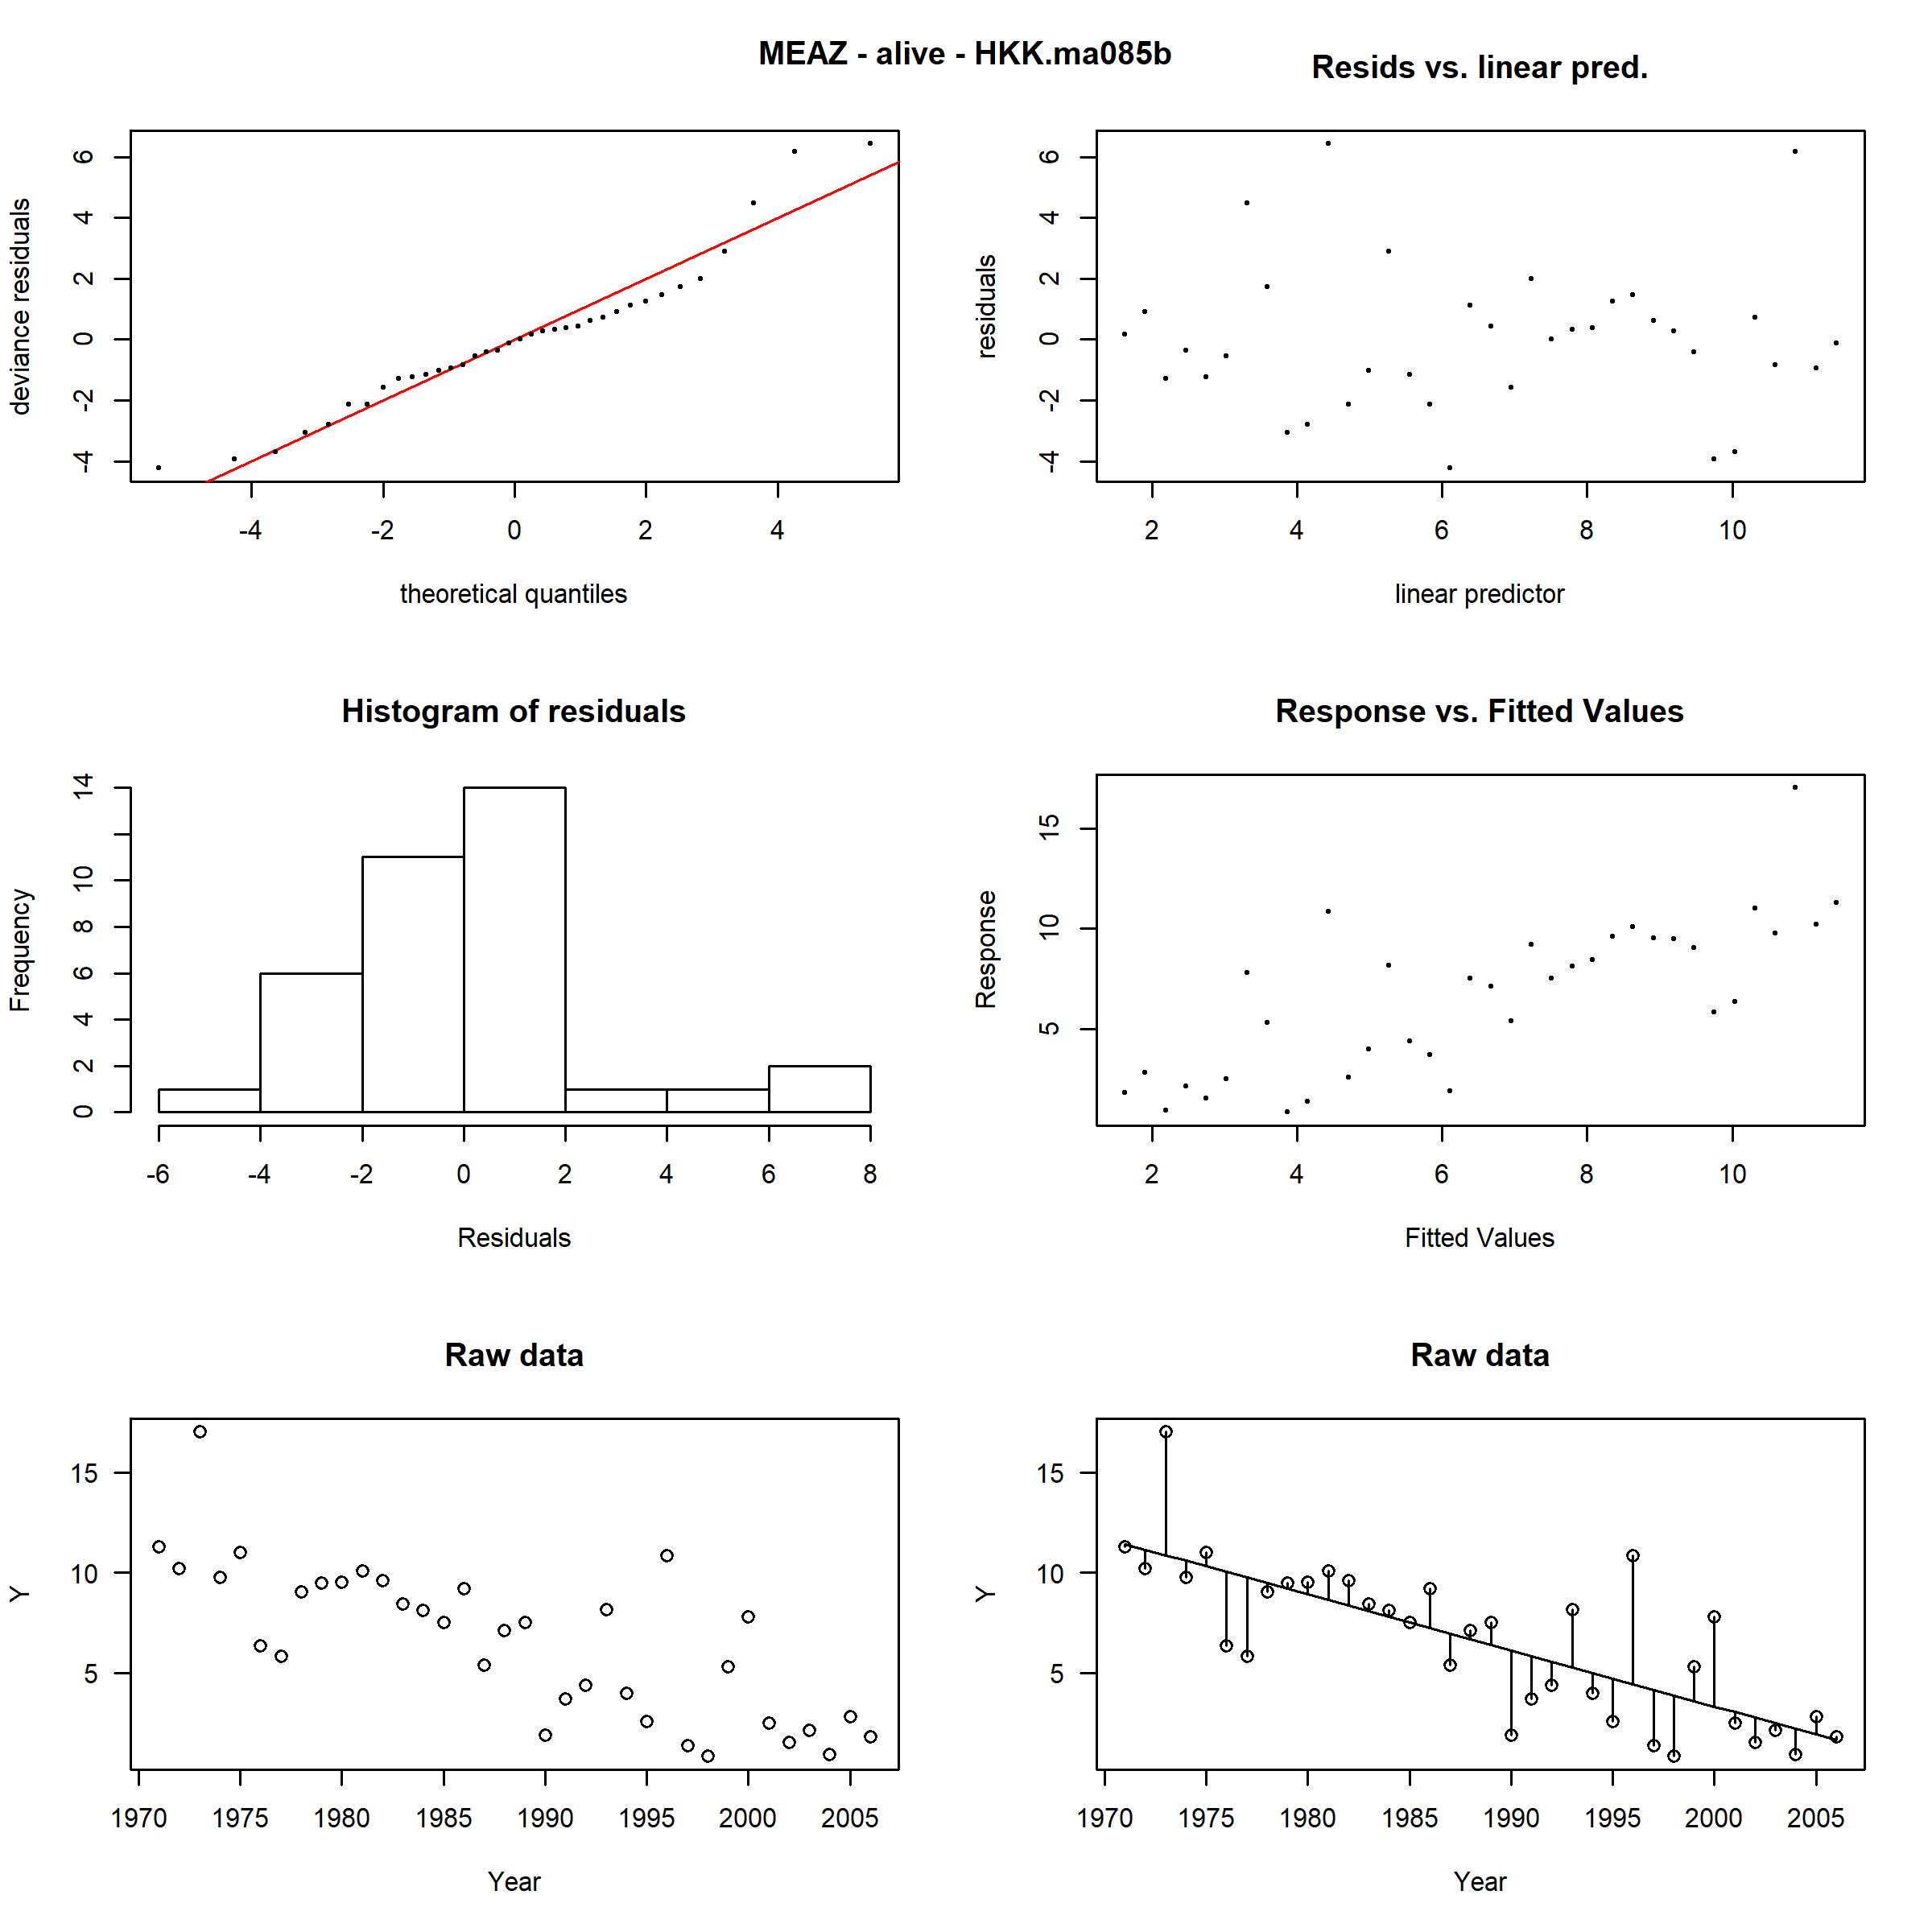 MEAZ - alive - HKK.ma085b
Resids vs. linear pred.
deviance residuals
6
4
2
0
-2
-4
-4 -2 0 2 4
theoretical quantiles
residuals
6
4
2
0
-2
-4
2 4 6 8 10
linear predictor
Histogram of residuals
Frequency
14
10
8
6
4
2
0
-6 -4 -2 0 2 4 6 8
Residuals
Response vs. Fitted Values
Response
15
10
5
2 4 6 8 10
Fitted Values
Raw data
Y
15
10
5
1970 1975 1980 1985 1990 1995 2000 2005
Year
Raw data
Y
15
10
5
1970 1975 1980 1985 1990 1995 2000 2005
Year